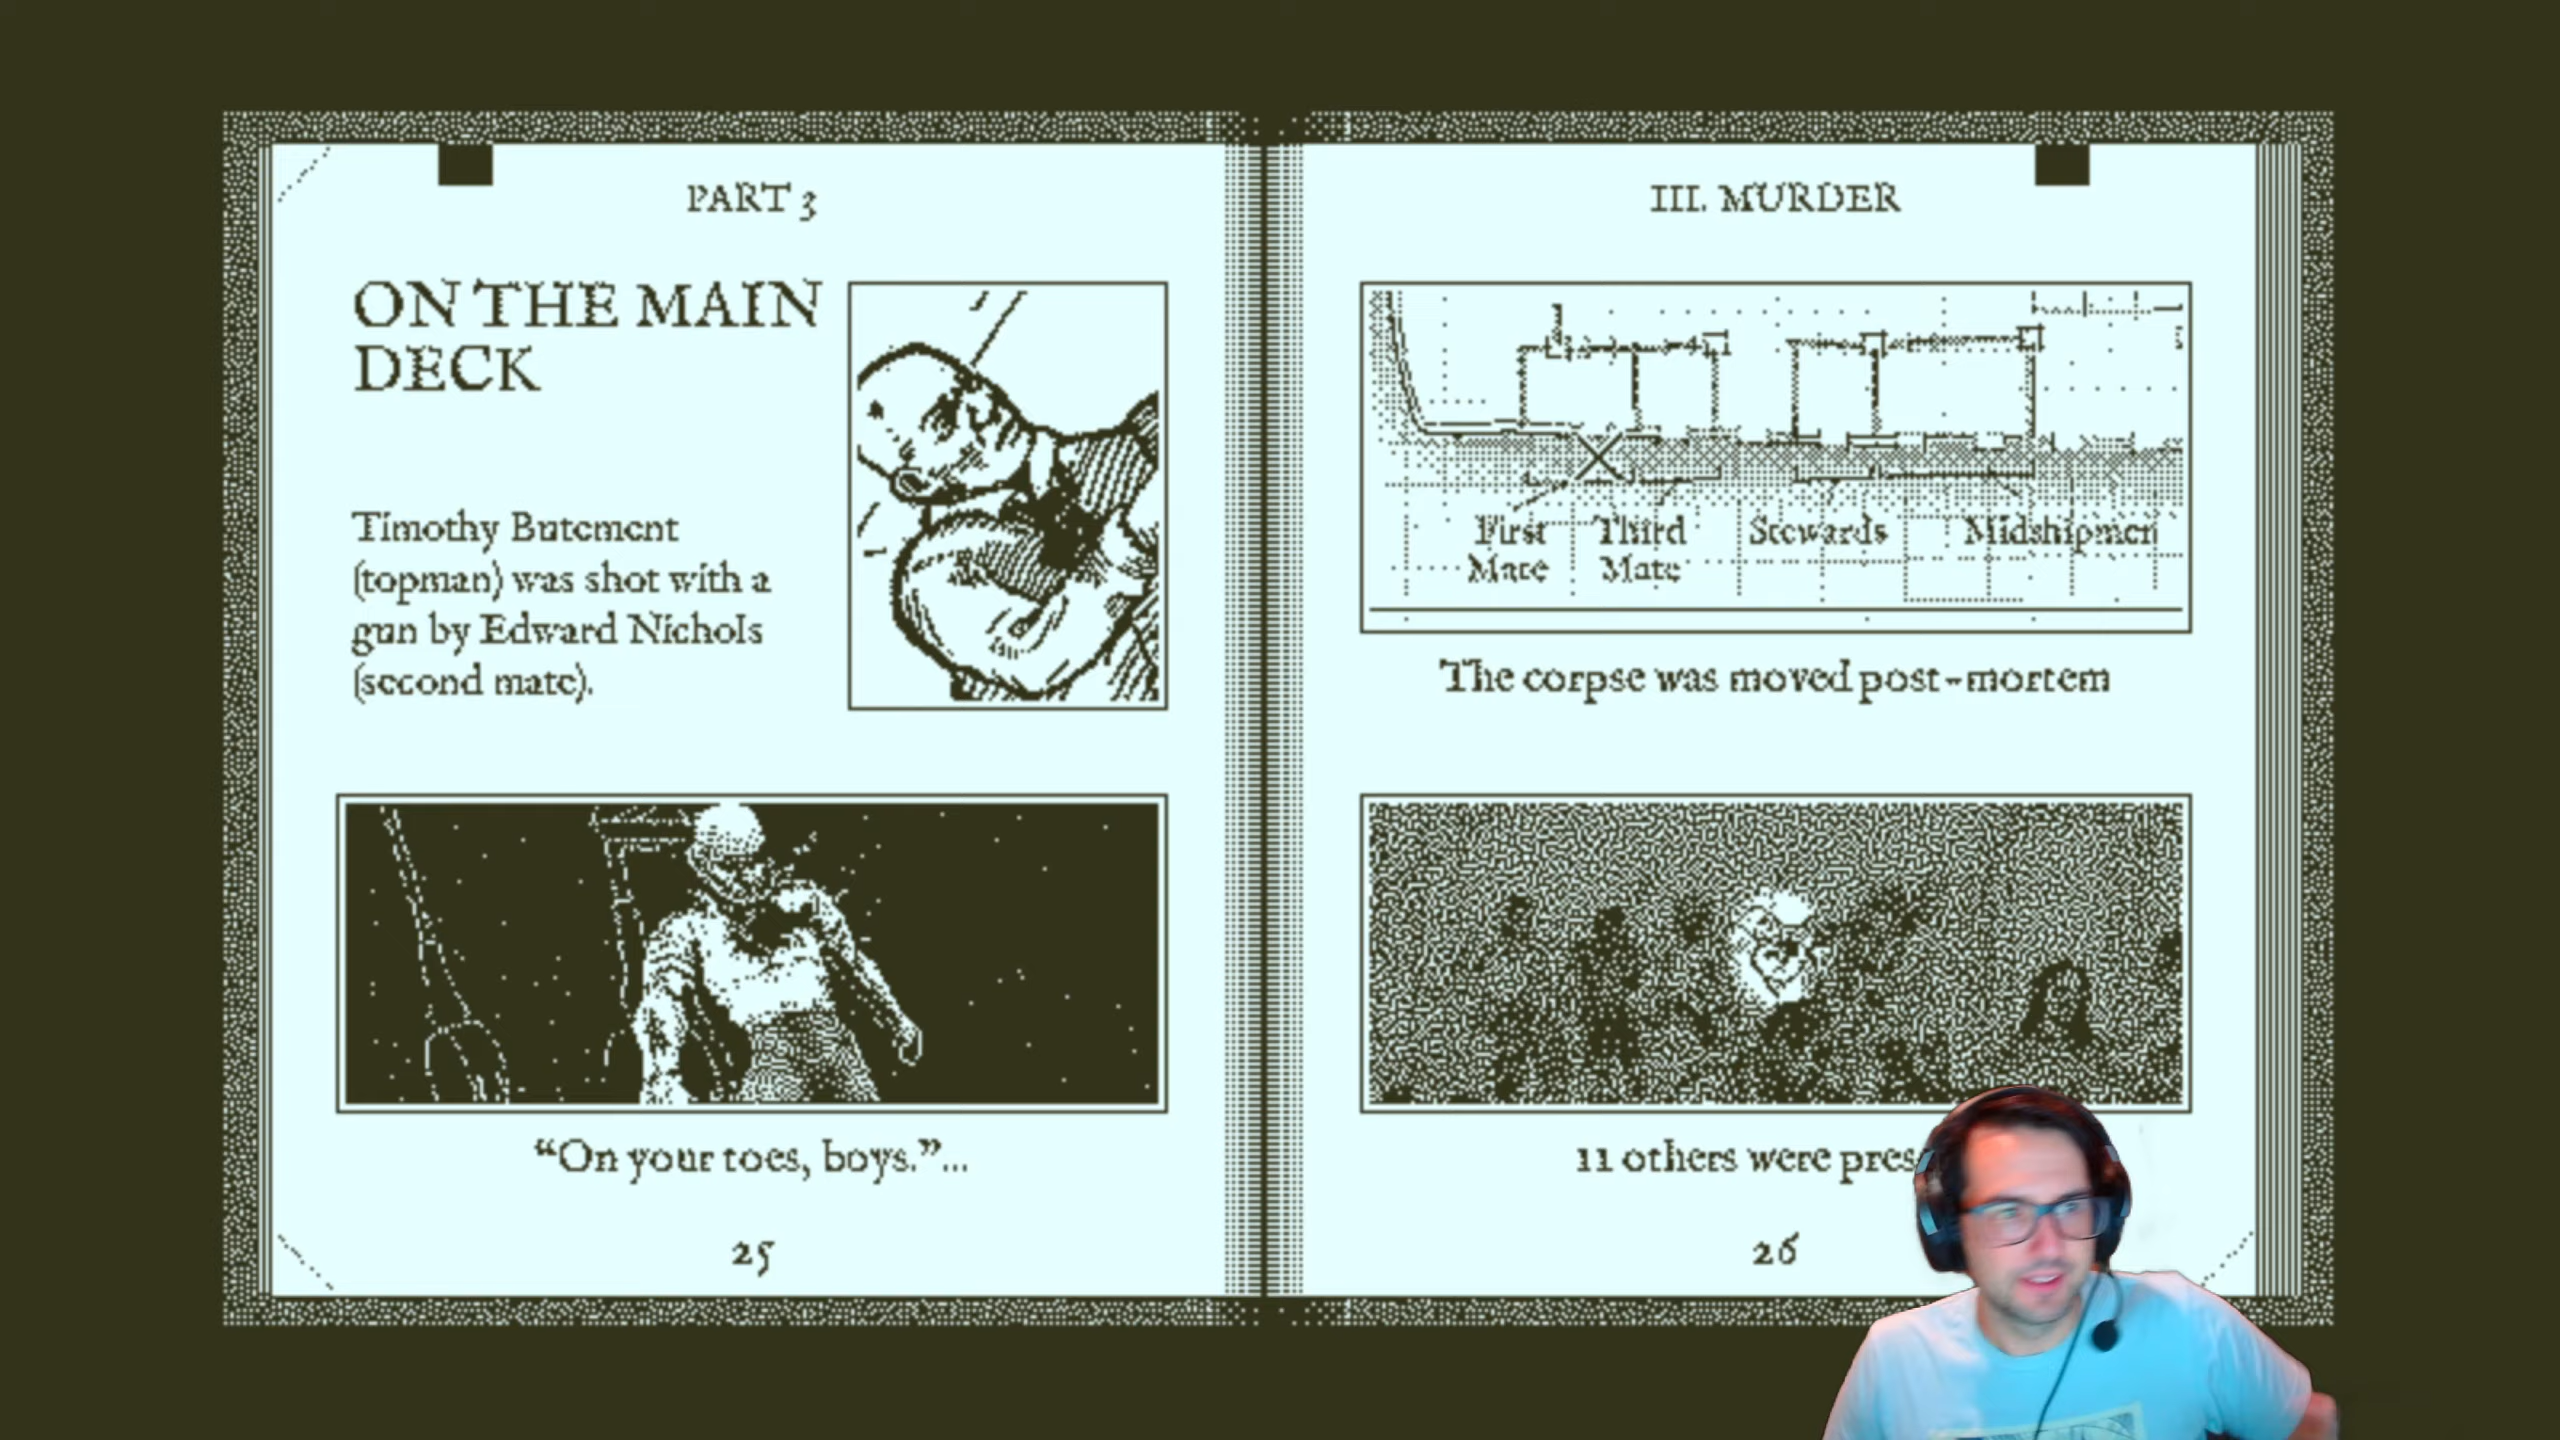 PART 3
ON THE MAIN
DECK
Timothy Butement
(topman) was shot with a
gun by Edward Nichols
(second mate).
"On your toes, boys."...
25
III. MURDER
First Third Stewards Midshipmen
Mate Mate
The corpse was moved post-mortem
11 others were pres
26